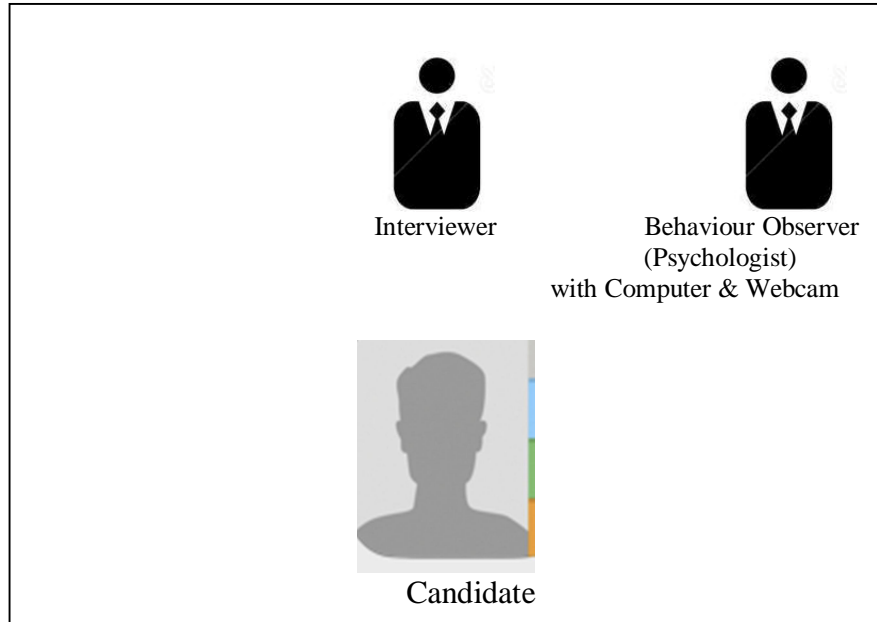 Interviewer
Behaviour Observer
(Psychologist)
with Computer & Webcam
Candidate